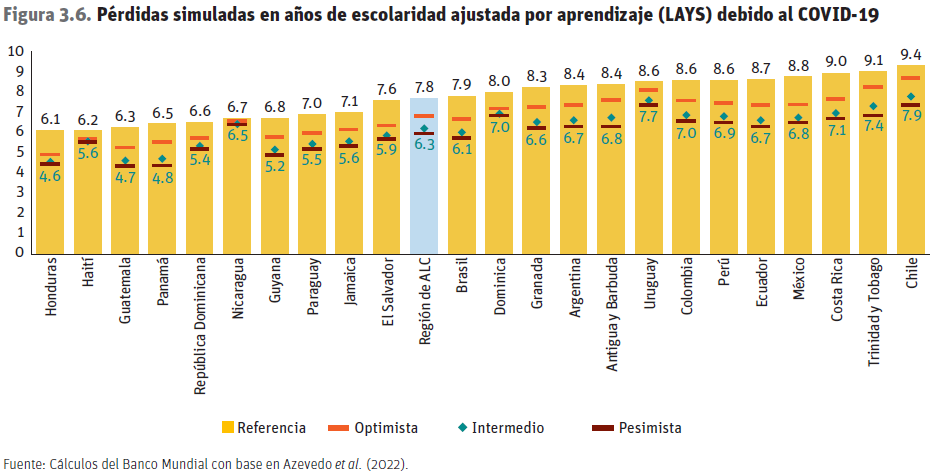 Figura 3.6. Pérdidas simuladas en años de escolaridad ajustada por aprendizaje (LAYS) debido al COVID-19
10
9
8
7
6
5
4
3
2
1
0
6.1 6.2 6.3 6.5 6.6 6.7 6.8 7.0 7.1 7.6 7.8 7.9 8.0 8.3 8.4 8.4 8.6 8.6 8.6 8.7 8.8 9.0 9.1 9.4
4.6 5.6 4.7 4.8 5.4 6.5 5.2 5.5 5.6 5.9 6.3 6.1 7.0 6.6 6.7 6.8 7.7 7.0 6.9 6.7 6.8 7.1 7.4 7.9
Honduras
Haití
Guatemala
Panamá
República Dominicana
Nicaragua
Guyana
Paraguay
Jamaica
El Salvador
Región de ALC
Brasil
Dominica
Granada
Argentina
Antigua y Barbuda
Uruguay
Colombia
Perú
Ecuador
México
Costa Rica
Trinidad y Tobago
Chile
Referencia Optimista Intermedio Pesimista
Fuente: Cálculos del Banco Mundial con base en Azevedo et al. (2022).